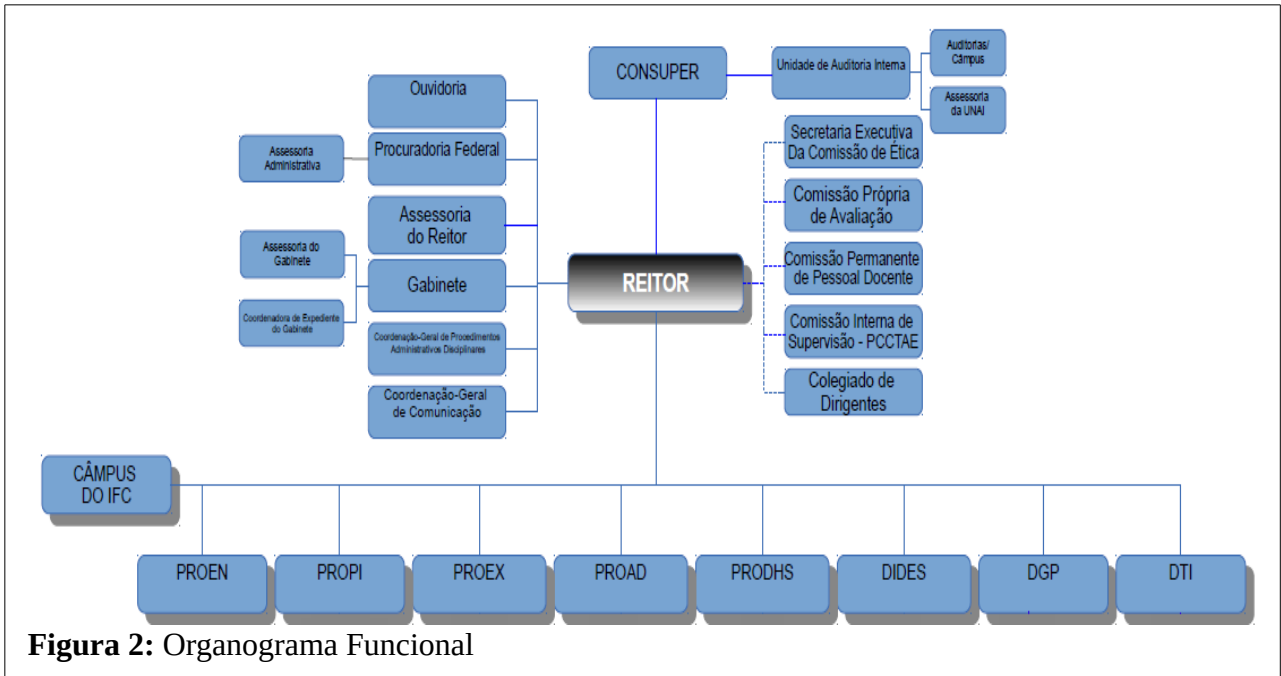 CONSUPER
Unidade de Auditoria Interna
Auditorias/
Câmpus
Assessoria
da UNAI
Ouvidoria
Assessoria
Administrativa
Procuradoria Federal
Assessoria
do Reitor
Assessoria do
Gabinete
Gabinete
Coordenadora de Expediente
do Gabinete
Coordenação-Geral de Procedimentos
Administrativos Disciplinares
Coordenação-Geral
de Comunicação
REITOR
Secretaria Executiva
Da Comissão de Ética
Comissão Própria
de Avaliação
Comissão Permanente
de Pessoal Docente
Comissão Interna de
Supervisão - PCCTAE
Colegiado de
Dirigentes
CÂMPUS
DO IFC
PROEN
PROPI
PROEX
PROAD
PRODHS
DIDES
DGP
DTI
Figura 2: Organograma Funcional